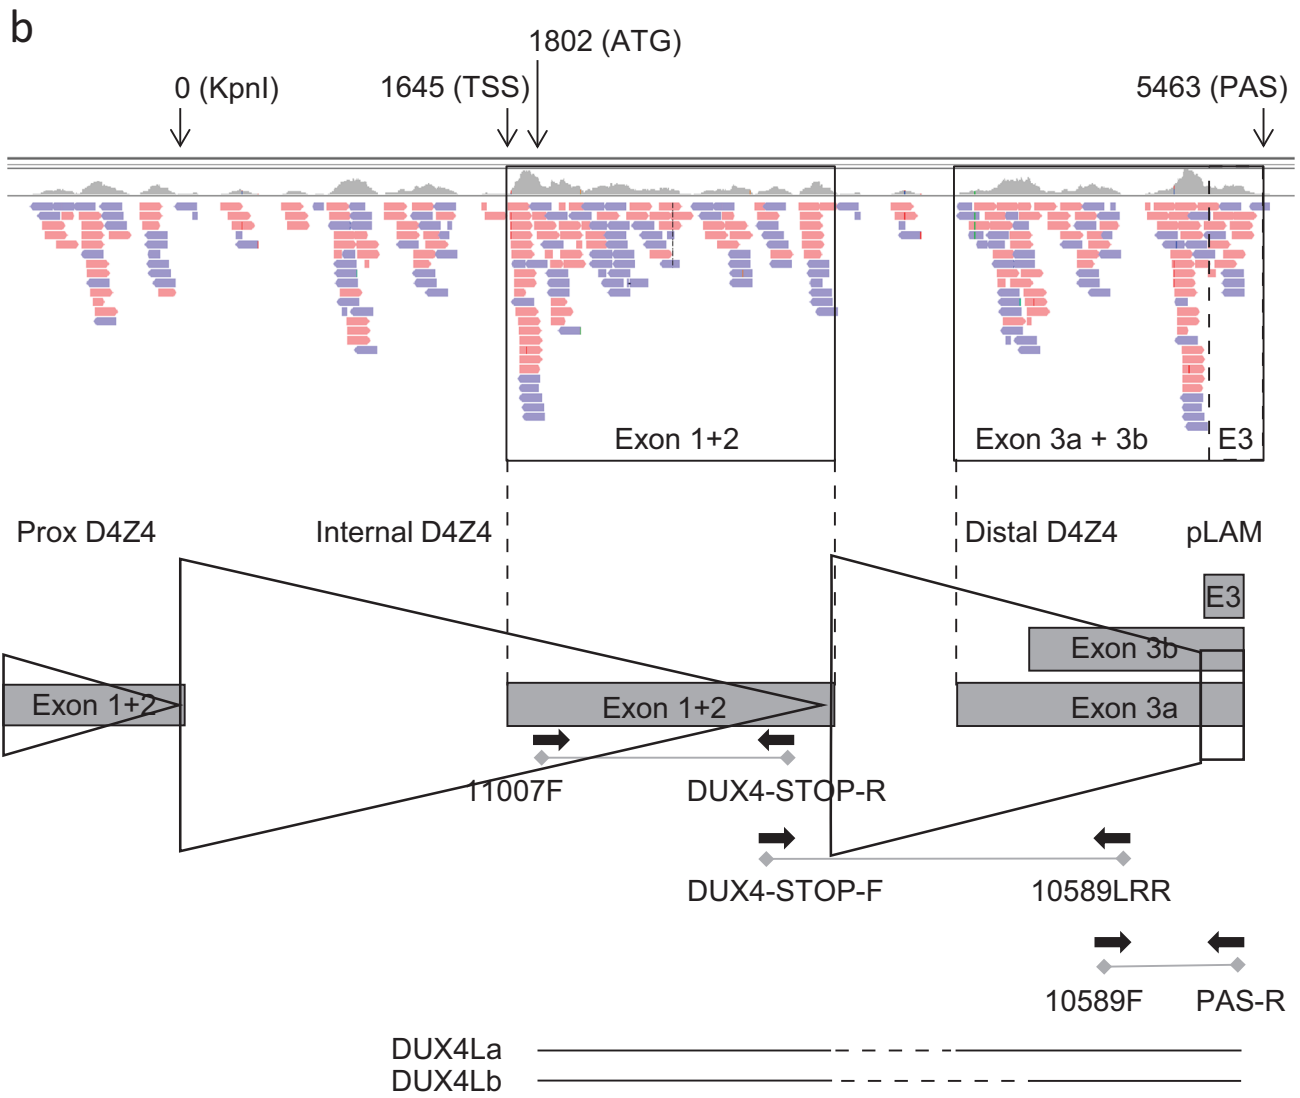 b
1802 (ATG)
0 (KpnI)
1645 (TSS)
5463 (PAS)
Exon 1+2
Exon 3a + 3b
E3
Prox D4Z4
Internal D4Z4
Distal D4Z4
pLAM
E3
Exon 3b
Exon 1+2
Exon 1+2
Exon 3a
11007F
DUX4-STOP-R
DUX4-STOP-F
10589LRR
10589F
PAS-R
DUX4La
DUX4Lb